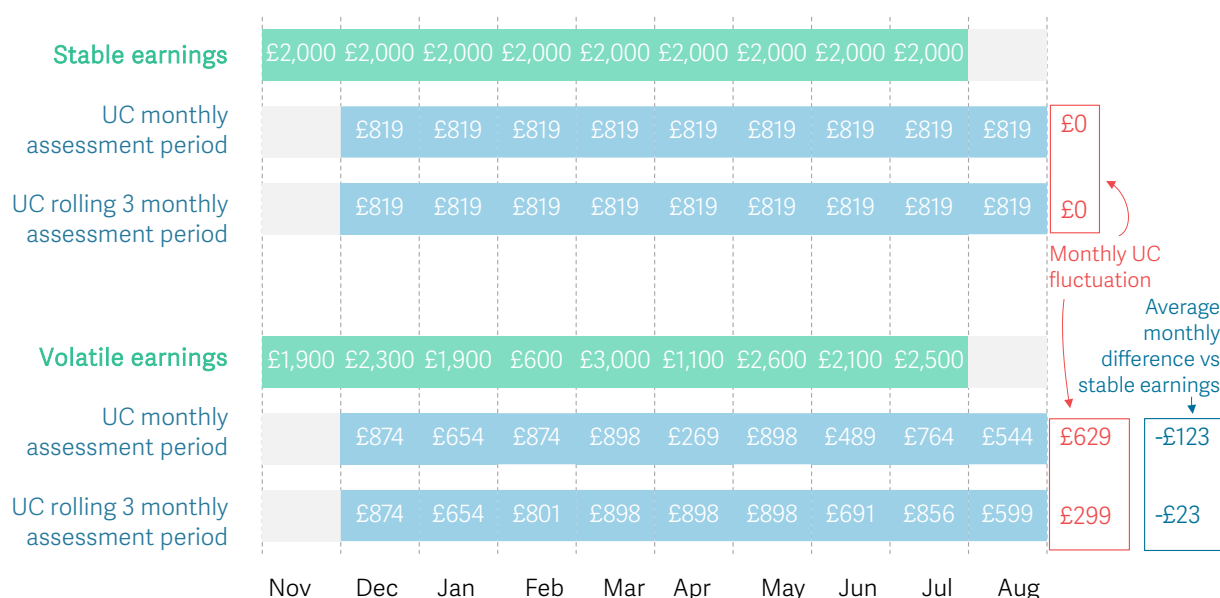 Stable earnings
£2,000 £2,000 £2,000 £2,000 £2,000 £2,000 £2,000 £2,000 £2,000
UC monthly
assessment period
£819 £819 £819 £819 £819 £819 £819 £819 £819
£0
UC rolling 3 monthly
assessment period
£819 £819 £819 £819 £819 £819 £819 £819 £819
£0
Monthly UC
fluctuation
Average
monthly
difference vs
stable earnings
Volatile earnings
£1,900 £2,300 £1,900 £600 £3,000 £1,100 £2,600 £2,100 £2,500
UC monthly
assessment period
£874 £654 £874 £898 £269 £898 £489 £764 £544
£629
-£123
UC rolling 3 monthly
assessment period
£874 £654 £801 £898 £898 £898 £691 £856 £599
£299
-£23
Nov Dec Jan Feb Mar Apr May Jun Jul Aug